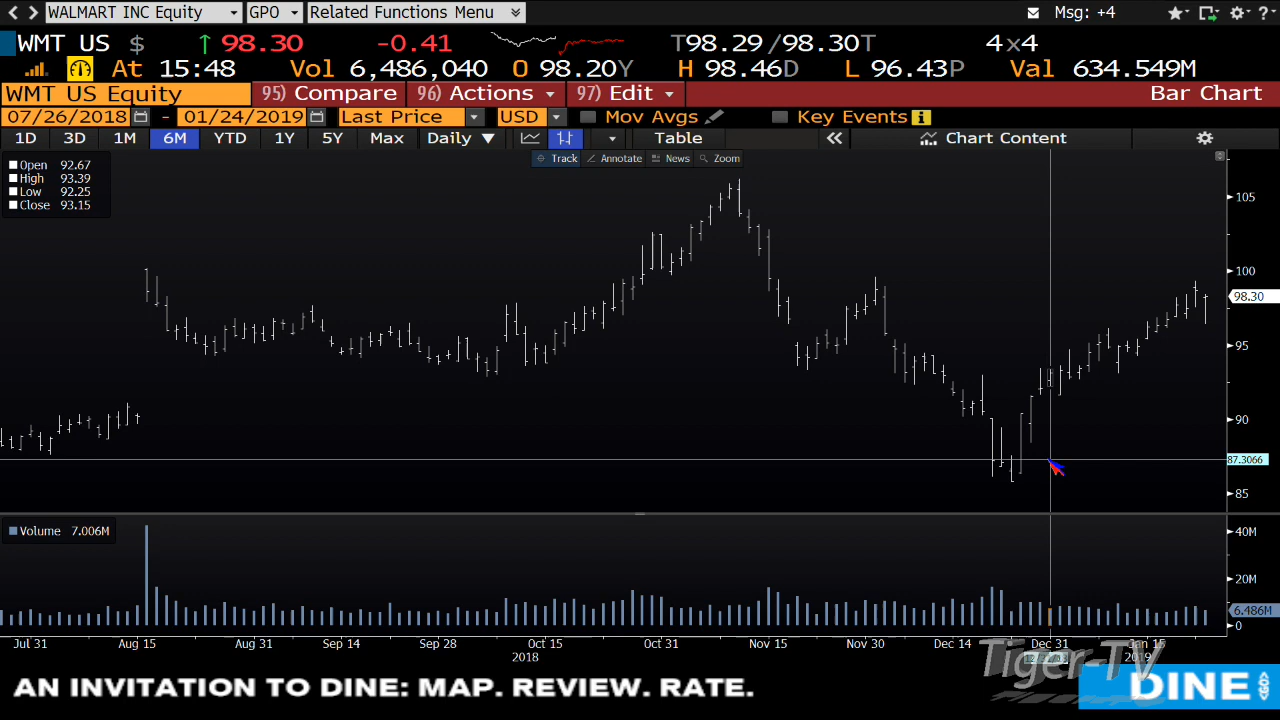 WALMART INC Equity GPO Related Functions Menu Msg: +4
WMT US $ ↑ 98.30 -0.41 T98.29 /98.30T 4x4
At 15:48 Vol 6,486,040 O 98.20Y H 98.46D L 96.43P Val 634.549M
WMT US Equity 95) Compare 96) Actions 97) Edit Bar Chart
07/26/2018 - 01/24/2019 Last Price USD Mov Avgs Key Events i
1D 3D 1M 6M YTD 1Y 5Y Max Daily ▼ Table « Chart Content
Track Annotate News Zoom
Open 92.67
High 93.39
Low 92.25
Close 93.15
105
100
98.30
95
90
87.3066
85
Volume 7.006M
40M
20M
6.486M
0
Jul 31 Aug 15 Aug 31 Sep 14 Sep 28 Oct 15 Oct 31 Nov 15 Nov 30 Dec 14 Dec 31 Jan 15
2018 2019
Tiger-TV
AN INVITATION TO DINE: MAP. REVIEW. RATE.
DINE